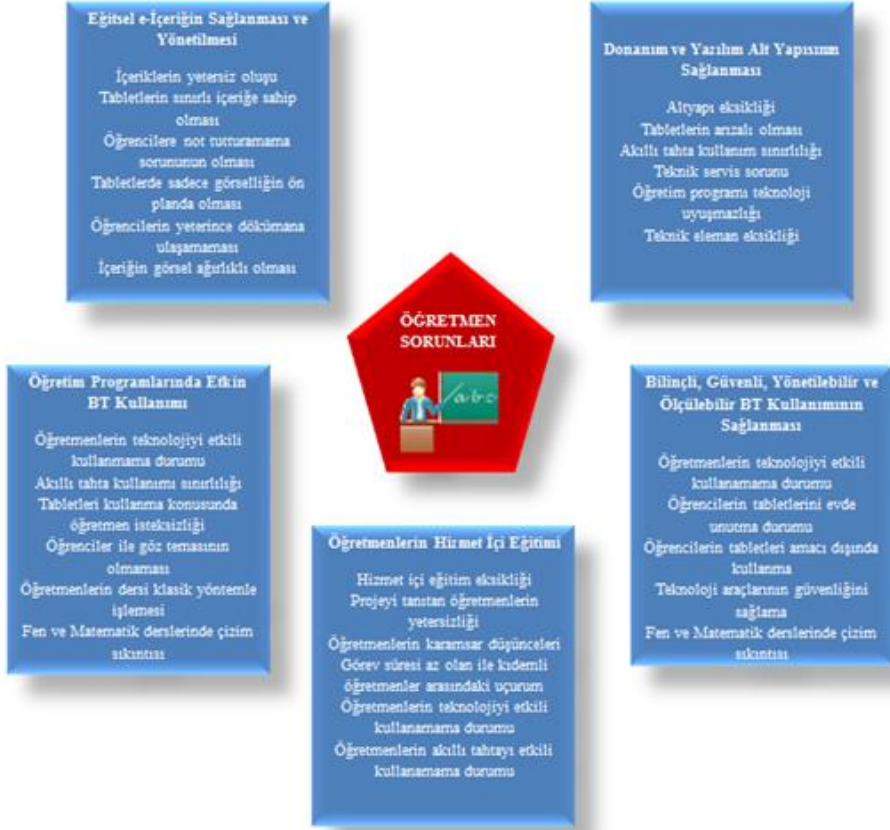 Eğitsel e-İçeriğin Sağlanması ve
Yönetilmesi
İçeriklerin yetersiz oluşu
Tabletlerin sınırlı içeriğe sahip
olması
Öğrencilere not tutturamama
sorununun olması
Tabletlerde sadece görselliğin ön
planda olması
Öğrencilerin yeterince dökümana
ulaşamaması
İçeriğin görsel ağırlıklı olması
Donanım ve Yazılım Alt Yapısının
Sağlanması
Altyapı eksikliği
Tabletlerin arızalı olması
Akıllı tahta kullanım sınırlılığı
Teknik servis sorunu
Öğretim programı teknoloji
uyuşmazlığı
Teknik eleman eksikliği
ÖĞRETMEN
SORUNLARI
abc
Öğretim Programlarında Etkin
BT Kullanımı
Öğretmenlerin teknolojiyi etkili
kullanmama durumu
Akıllı tahta kullanımı sınırlılığı
Tabletleri kullanma konusunda
öğretmen isteksizliği
Öğrenciler ile göz temasının
olmaması
Öğretmenlerin dersi klasik yöntemle
işlemesi
Fen ve Matematik derslerinde çizim
sıkıntısı
Bilinçli, Güvenli, Yönetilebilir ve
Ölçülebilir BT Kullanımının
Sağlanması
Öğretmenlerin teknolojiyi etkili
kullanamama durumu
Öğrencilerin tabletlerini evde
unutma durumu
Öğrencilerin tabletleri amacı dışında
kullanma
Teknoloji araçlarının güvenliğini
sağlama
Fen ve Matematik derslerinde çizim
sıkıntısı
Öğretmenlerin Hizmet İçi Eğitimi
Hizmet içi eğitim eksikliği
Projeyi tanıtan öğretmenlerin
yetersizliği
Öğretmenlerin karamsar düşünceleri
Görev süresi az olan ile kıdemli
öğretmenler arasındaki uçurum
Öğretmenlerin teknolojiyi etkili
kullanamama durumu
Öğretmenlerin akıllı tahtayı etkili
kullanamama durumu